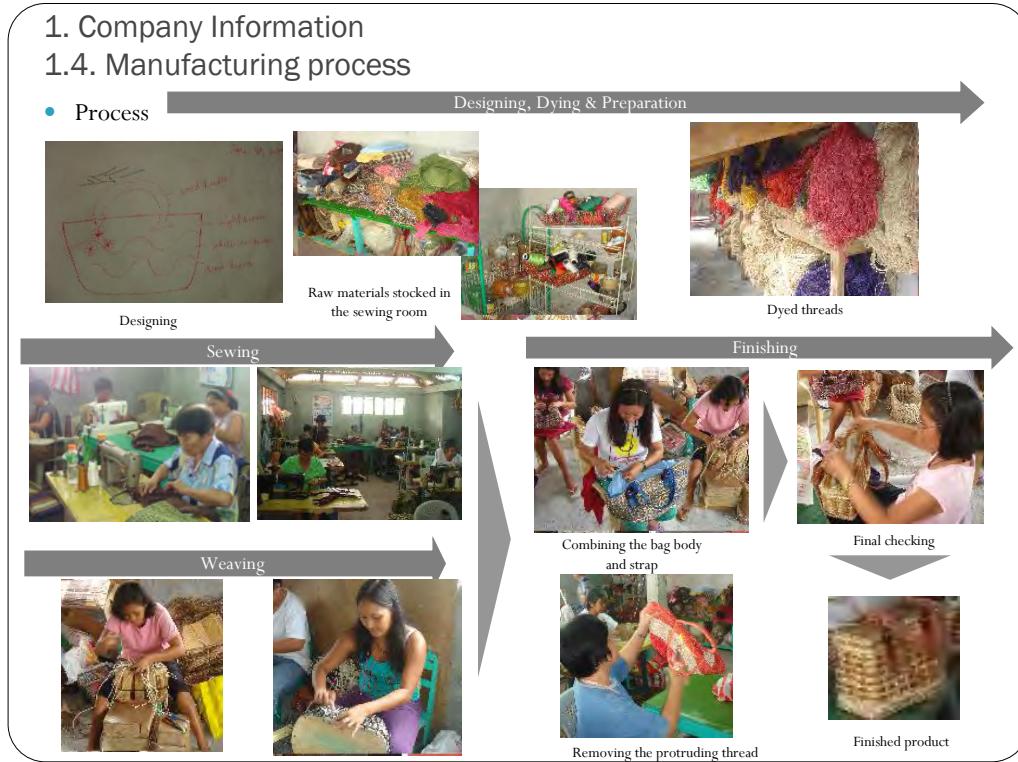 1. Company Information
1.4. Manufacturing process
• Process
Designing, Dying & Preparation
Designing
Raw materials stocked in
the sewing room
Dyed threads
Sewing
Finishing
Combining the bag body
and strap
Final checking
Weaving
Removing the protruding thread
Finished product